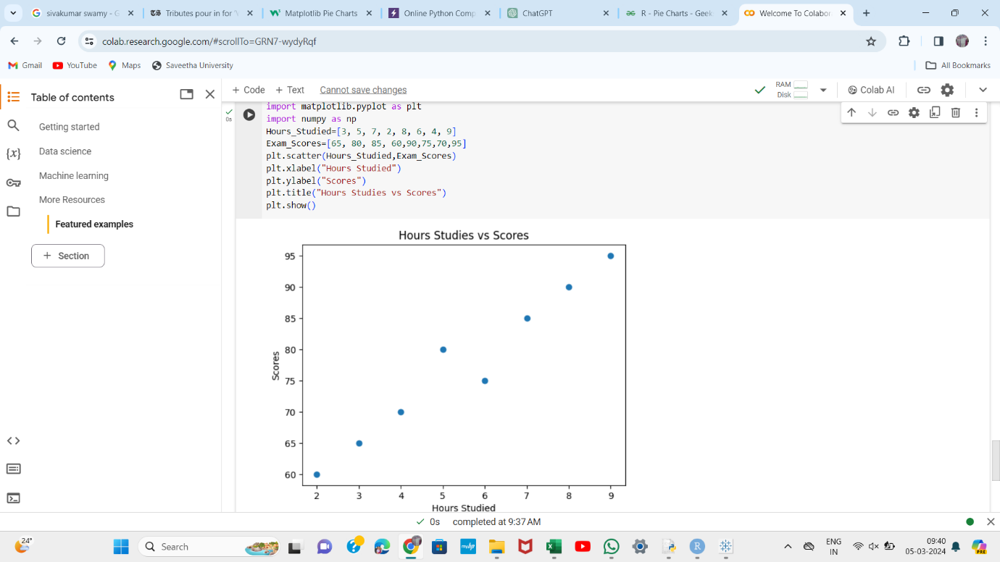 sivakumar swamy - G
Tributes pour in for
Matplotlib Pie Charts
Online Python Comp
ChatGPT
R - Pie Charts - Geek
Welcome To Colabor
colab.research.google.com/#scrollTo=GRN7-wydyRqf
Gmail
YouTube
Maps
Saveetha University
All Bookmarks
Table of contents
Getting started
Data science
Machine learning
More Resources
Featured examples
+ Section
{x}
+ Code
+ Text
Cannot save changes
RAM
Disk
Colab AI
0s
import matplotlib.pyplot as plt
import numpy as np
Hours_Studied=[3, 5, 7, 2, 8, 6, 4, 9]
Exam_Scores=[65, 80, 85, 60,90,75,70,95]
plt.scatter(Hours_Studied,Exam_Scores)
plt.xlabel("Hours Studied")
plt.ylabel("Scores")
plt.title("Hours Studies vs Scores")
plt.show()
Hours Studies vs Scores
95
90
85
80
75
70
65
60
Scores
2 3 4 5 6 7 8 9
Hours Studied
0s completed at 9:37 AM
24°
Search
myhp
R
ENG
IN
09:40
05-03-2024
PRE